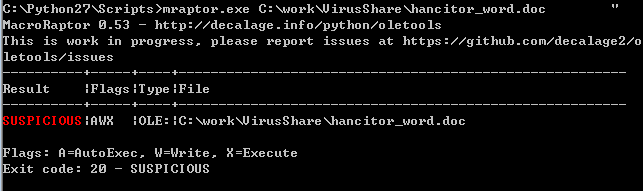 C:\Python27\Scripts>mraptor.exe C:\work\VirusShare\hancitor_word.doc "
MacroRaptor 0.53 - http://decalage.info/python/oletools
This is work in progress, please report issues at https://github.com/decalage2/o
letools/issues
----------+-----+----+--------------------------------------------------------
Result    |Flags|Type|File
----------+-----+----+--------------------------------------------------------
SUSPICIOUS|AWX  |OLE:|C:\work\VirusShare\hancitor_word.doc
Flags: A=AutoExec, W=Write, X=Execute
Exit code: 20 - SUSPICIOUS